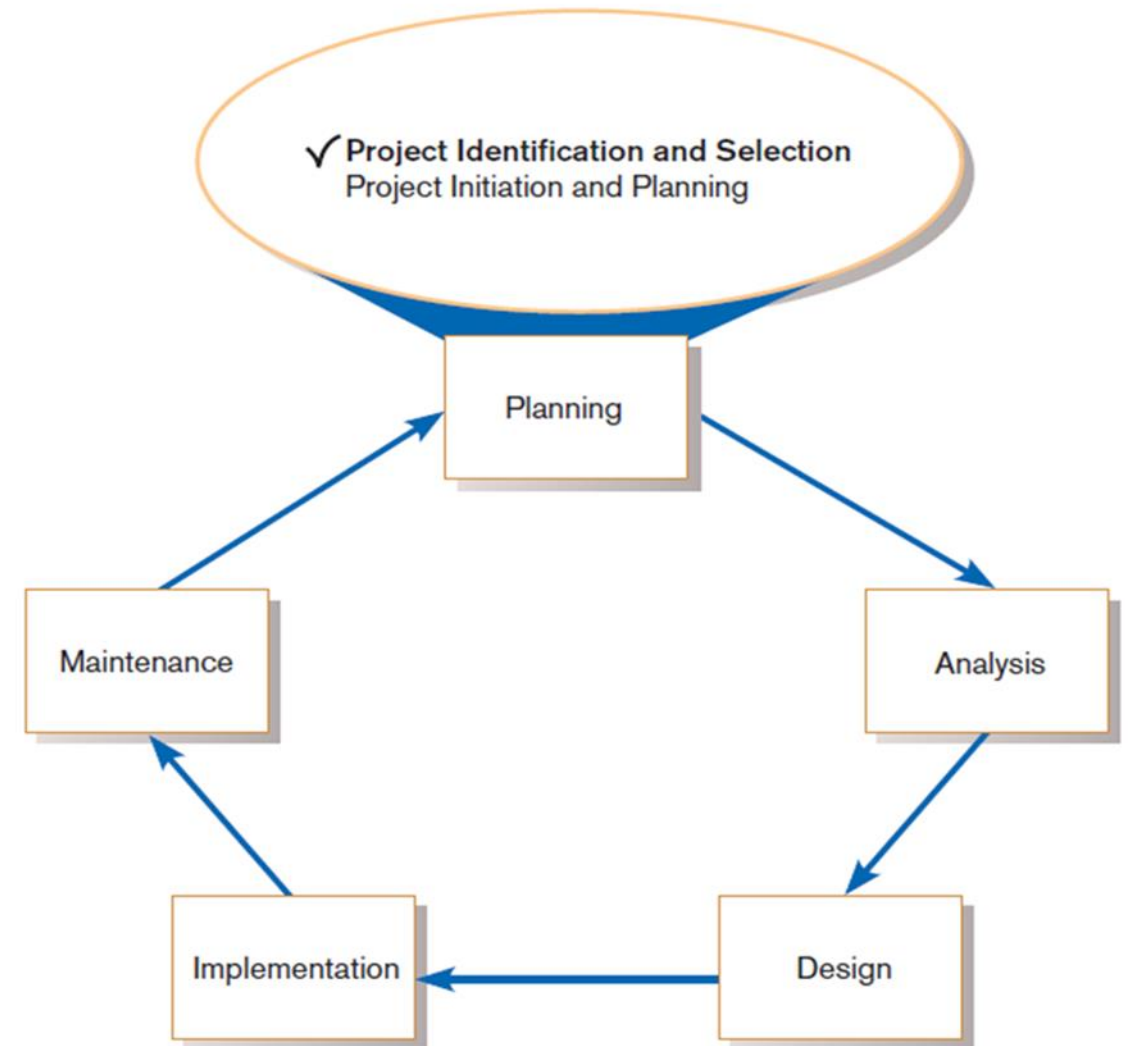 ✓Project Identification and Selection
Project Initiation and Planning
Planning
Maintenance
Analysis
Implementation
Design